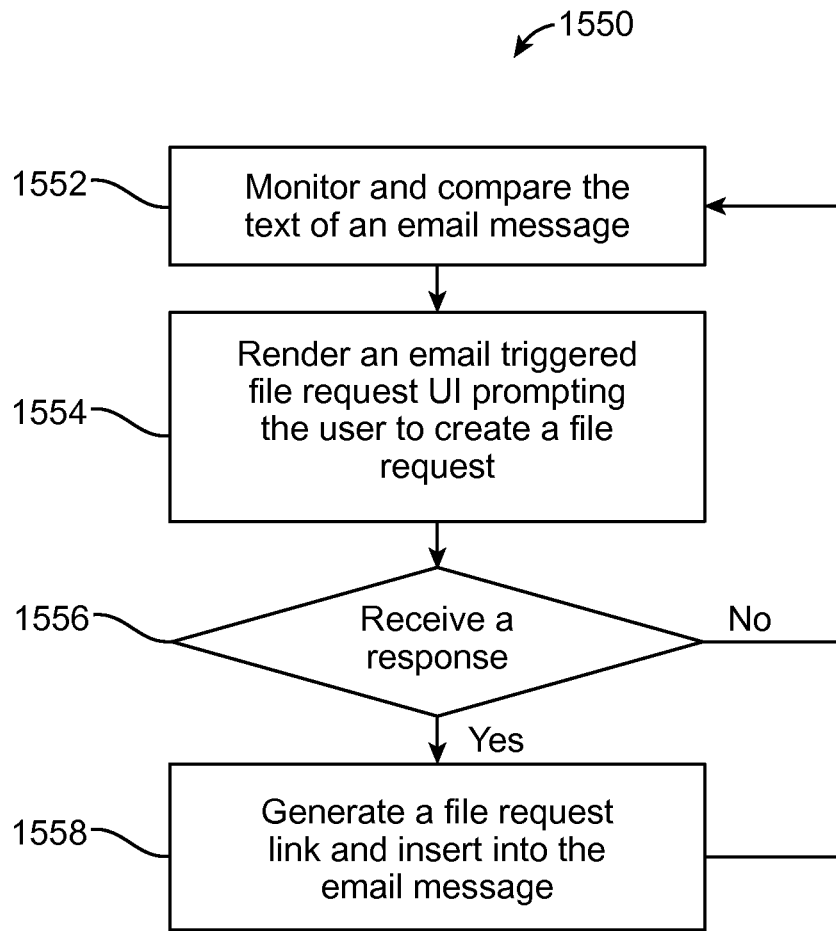 1550
1552
Monitor and compare the
text of an email message
1554
Render an email triggered
file request UI prompting
the user to create a file
request
1556
Receive a
response
No
Yes
1558
Generate a file request
link and insert into the
email message